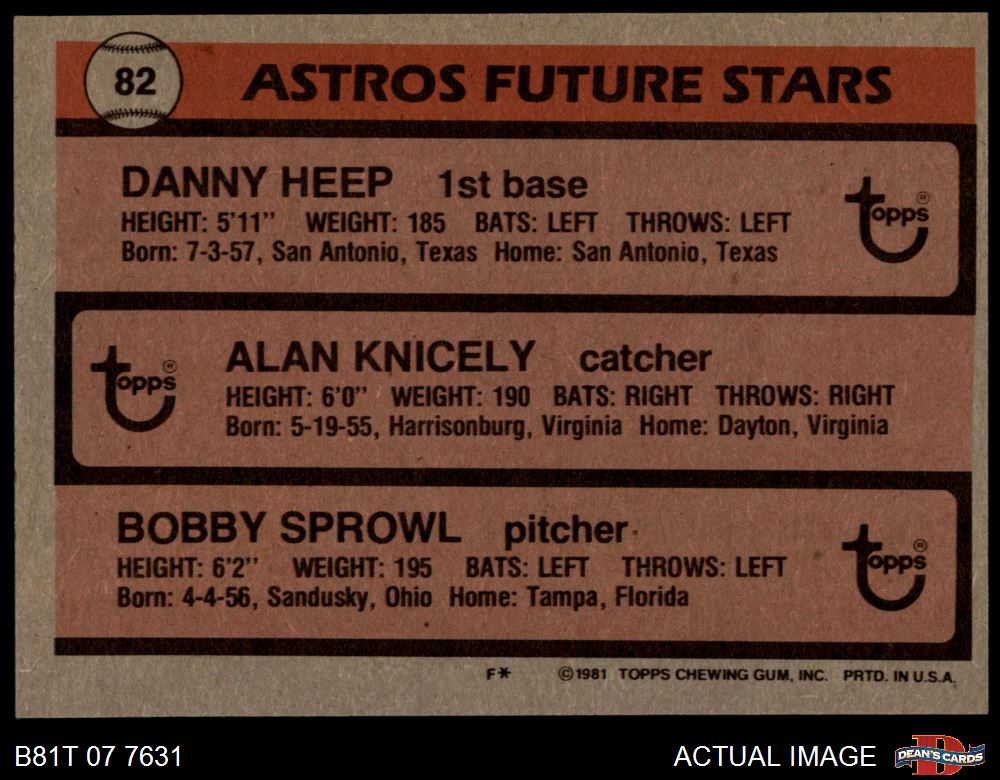 82 ASTROS FUTURE STARS
DANNY HEEP 1st base
HEIGHT: 5'11" WEIGHT: 185 BATS: LEFT THROWS: LEFT
Born: 7-3-57, San Antonio, Texas Home: San Antonio, Texas
topps®
ALAN KNICELY catcher
HEIGHT: 6'0" WEIGHT: 190 BATS: RIGHT THROWS: RIGHT
Born: 5-19-55, Harrisonburg, Virginia Home: Dayton, Virginia
topps®
BOBBY SPROWL pitcher
HEIGHT: 6'2" WEIGHT: 195 BATS: LEFT THROWS: LEFT
Born: 4-4-56, Sandusky, Ohio Home: Tampa, Florida
topps®
F* ©1981 TOPPS CHEWING GUM, INC. PRTD. IN U.S.A.
B81T 07 7631 ACTUAL IMAGE DEAN'S CARDS